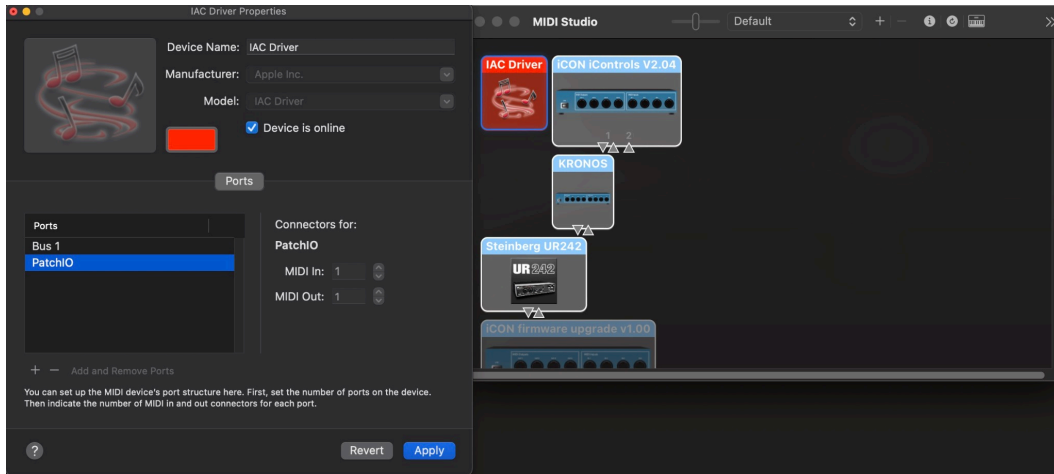 IAC Driver Properties
Device Name: IAC Driver
Manufacturer: Apple Inc.
Model: IAC Driver
Device is online
Ports
Ports
Bus 1
PatchIO
Connectors for:
PatchIO
MIDI In: 1
MIDI Out: 1
+ − Add and Remove Ports
You can set up the MIDI device's port structure here. First, set the number of ports on the device.
Then indicate the number of MIDI in and out connectors for each port.
? Revert Apply
MIDI Studio Default
IAC Driver iCON iControls V2.04
1 2
KRONOS
Steinberg UR242
UR 242
iCON firmware upgrade v1.00